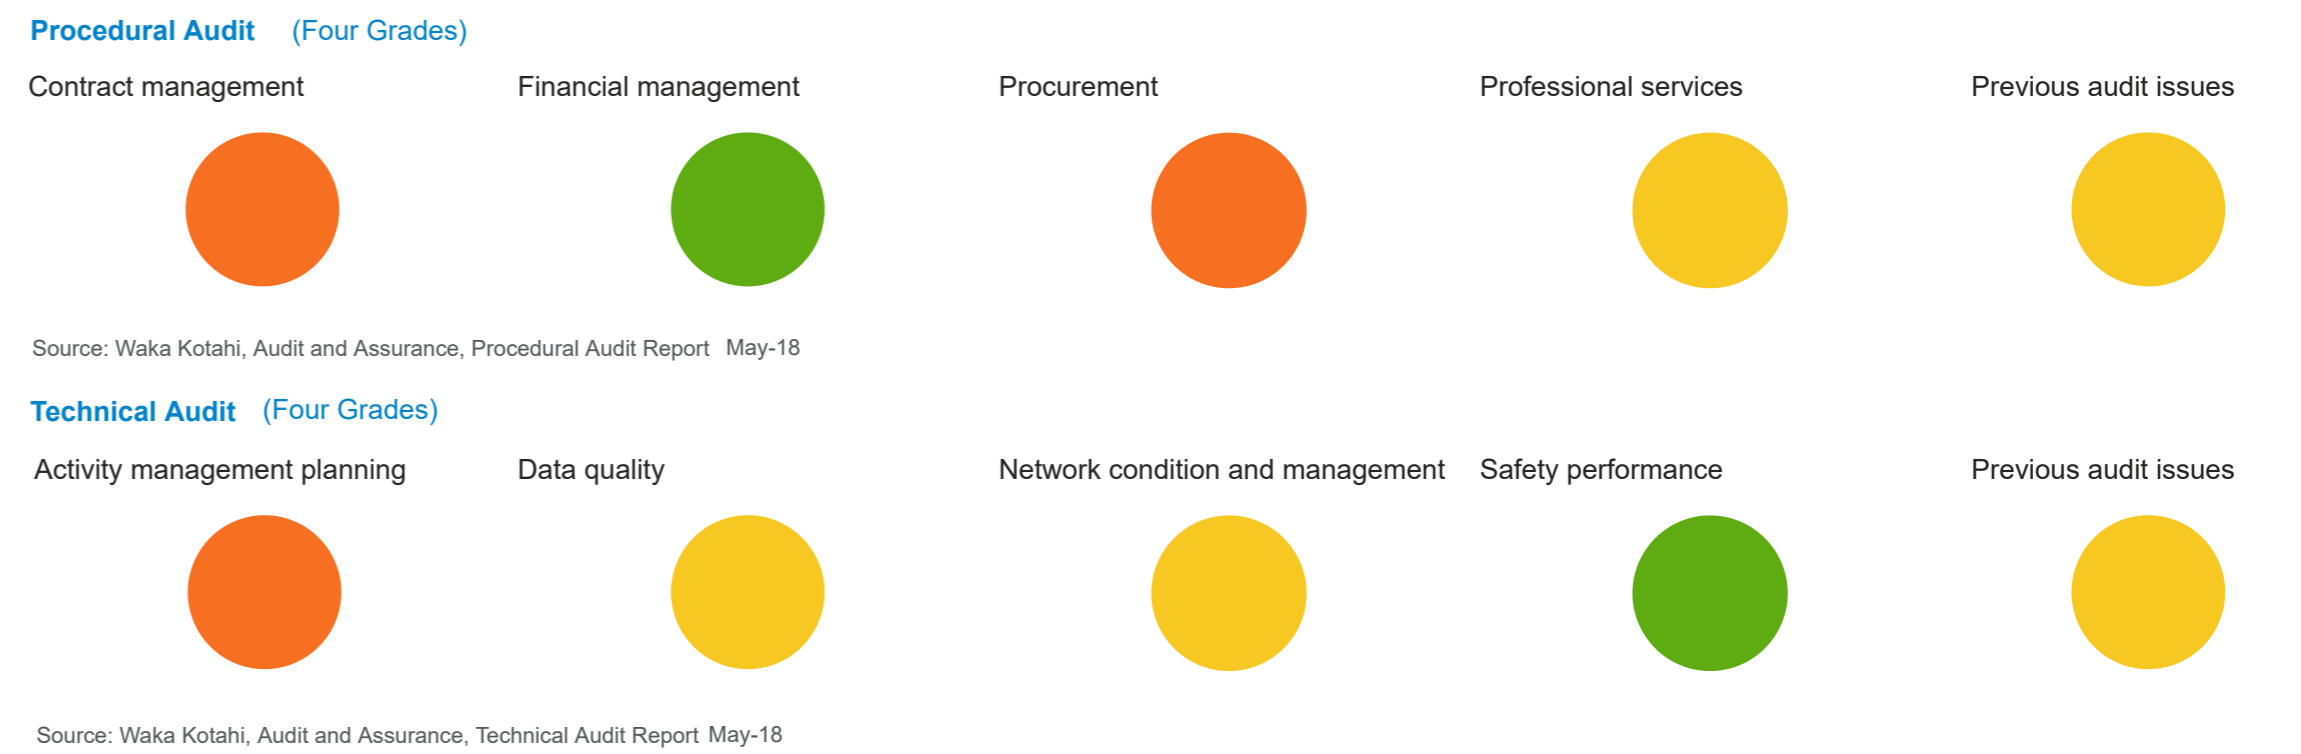 Procedural Audit (Four Grades)
Contract management
Financial management
Procurement
Professional services
Previous audit issues
Source: Waka Kotahi, Audit and Assurance, Procedural Audit Report May-18
Technical Audit (Four Grades)
Activity management planning
Data quality
Network condition and management
Safety performance
Previous audit issues
Source: Waka Kotahi, Audit and Assurance, Technical Audit Report May-18